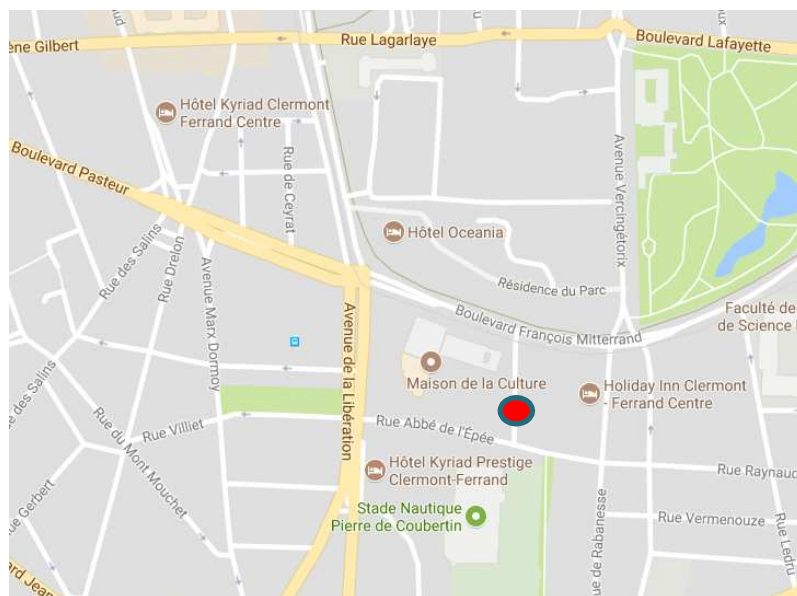 ène Gilbert
Rue Lagarlaye
Boulevard Lafayette
Hôtel Kyriad Clermont
Ferrand Centre
Boulevard Pasteur
Rue de Ceyrat
Avenue Vercingétorix
Hôtel Oceania
Rue des Salins
Rue Drelon
Avenue Marx Dormoy
Résidence du Parc
Boulevard François Mitterrand
Faculté de
de Science
Avenue de la Libération
Maison de la Culture
Holiday Inn Clermont
- Ferrand Centre
e des Salins
Rue du Mont Mouchet
Rue Villiet
Rue Abbé de l'Épée
Hôtel Kyriad Prestige
Clermont-Ferrand
Rue Raynaud
Rue Gerbert
Stade Nautique
Pierre de Coubertin
Rue Vermenouze
ue de Rabanesse
Rue Ledru
ard Jean